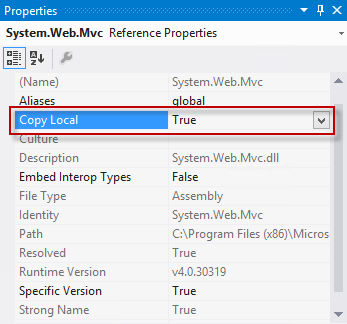 Properties
System.Web.Mvc Reference Properties
(Name) System.Web.Mvc
Aliases global
Copy Local True
Culture
Description System.Web.Mvc.dll
Embed Interop Types False
File Type Assembly
Identity System.Web.Mvc
Path C:\Program Files (x86)\Micros
Resolved True
Runtime Version v4.0.30319
Specific Version True
Strong Name True